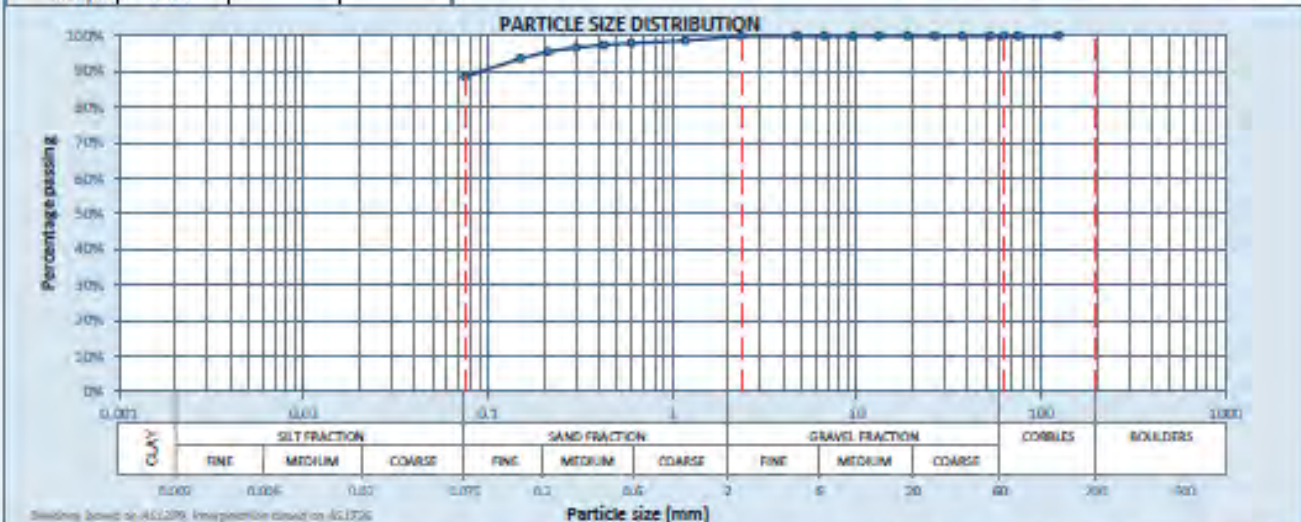 PARTICLE SIZE DISTRIBUTION
Percentage passing
100%
90%
80%
70%
60%
50%
40%
30%
20%
10%
0%
0.001 0.01 0.1 1 10 100 1000
CLAY SILT FRACTION SAND FRACTION GRAVEL FRACTION COBBLES BOULDERS
FINE MEDIUM COARSE FINE MEDIUM COARSE FINE MEDIUM COARSE
0.002 0.006 0.02 0.075 0.2 0.6 2 6 20 60 200
Particle size (mm)